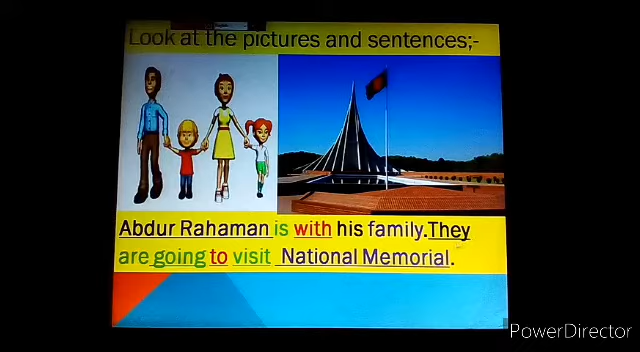 Look at the pictures and sentences;-
Abdur Rahaman is with his family.They
are going to visit National Memorial.
PowerDirector